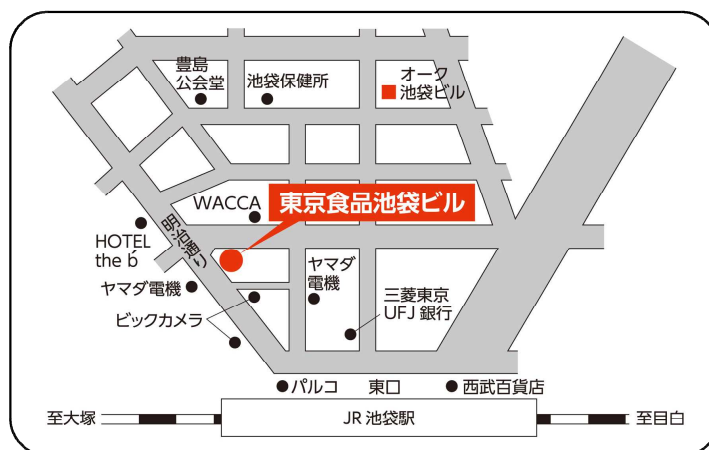 豊島
公会堂
池袋保健所
オーク
池袋ビル
WACCA
東京食品池袋ビル
HOTEL
the b
明治通り
ヤマダ電機
ヤマダ
電機
ビックカメラ
三菱東京
UFJ 銀行
パルコ
東口
西武百貨店
至大塚
JR 池袋駅
至目白